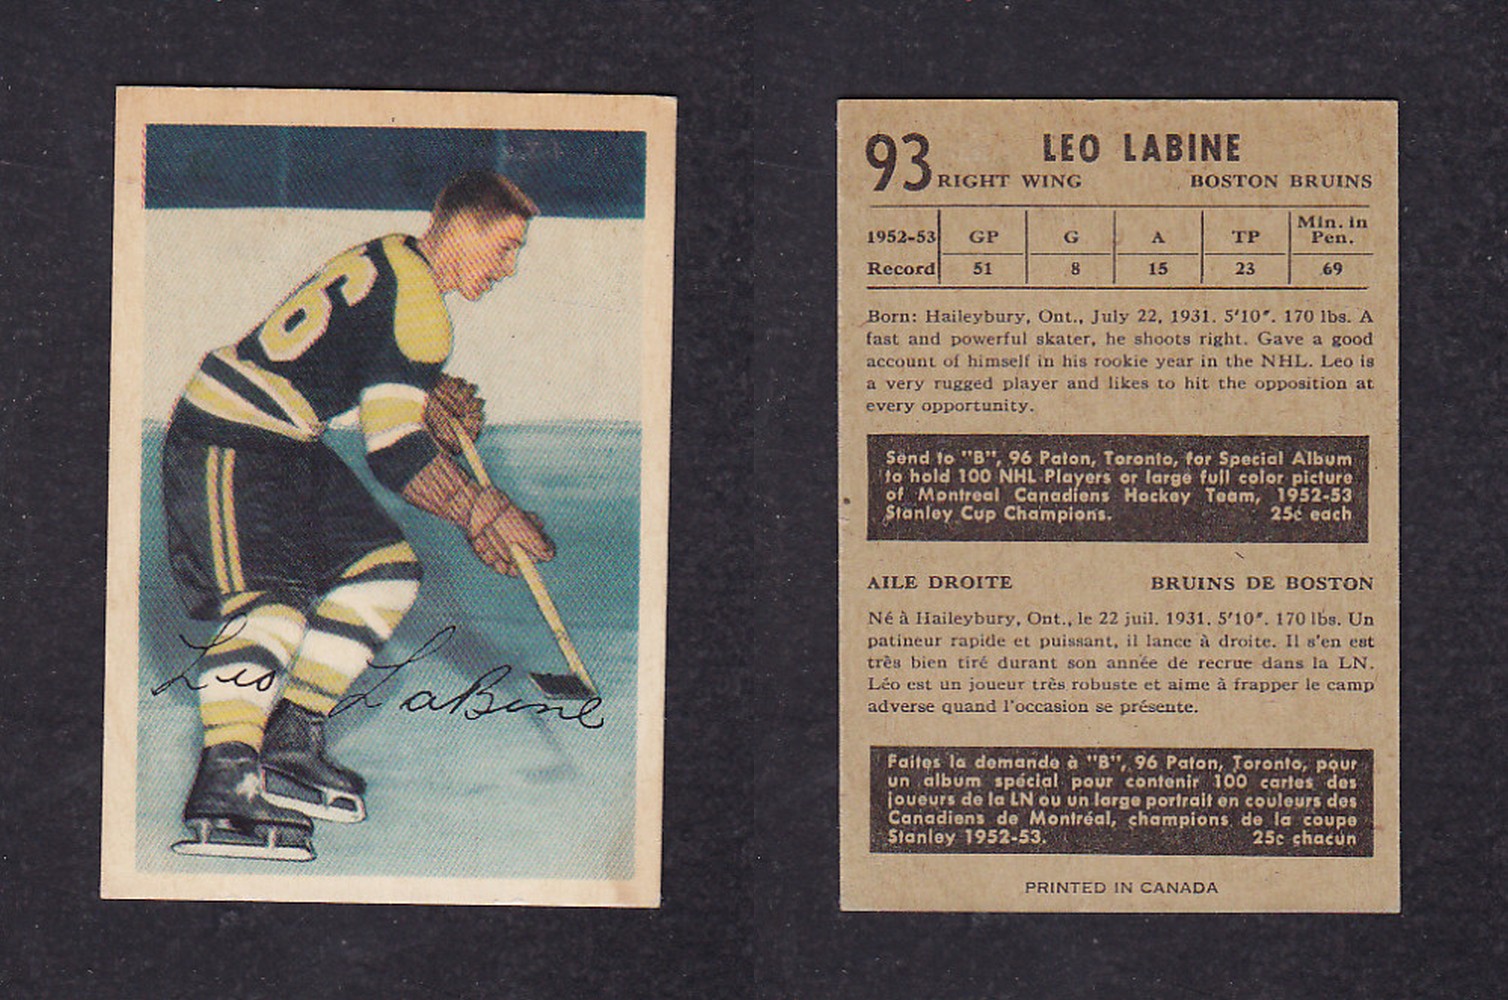 6
Leo LaBine
93 LEO LABINE
RIGHT WING BOSTON BRUINS
1952-53 GP G A TP Min. in Pen.
Record 51 8 15 23 69
Born: Haileybury, Ont., July 22, 1931. 5'10". 170 lbs. A
fast and powerful skater, he shoots right. Gave a good
account of himself in his rookie year in the NHL. Leo is
a very rugged player and likes to hit the opposition at
every opportunity.
Send to "B", 96 Paton, Toronto, for Special Album
to hold 100 NHL Players or large full color picture
of Montreal Canadiens Hockey Team, 1952-53
Stanley Cup Champions. 25c each
AILE DROITE BRUINS DE BOSTON
Né à Haileybury, Ont., le 22 juil. 1931. 5'10". 170 lbs. Un
patineur rapide et puissant, il lance à droite. Il s'en est
très bien tiré durant son année de recrue dans la LN.
Léo est un joueur très robuste et aime à frapper le camp
adverse quand l'occasion se présente.
Faites la demande à "B", 96 Paton, Toronto, pour
un album spécial pour contenir 100 cartes des
joueurs de la LN ou un large portrait en couleurs des
Canadiens de Montréal, champions de la coupe
Stanley 1952-53. 25c chacun
PRINTED IN CANADA